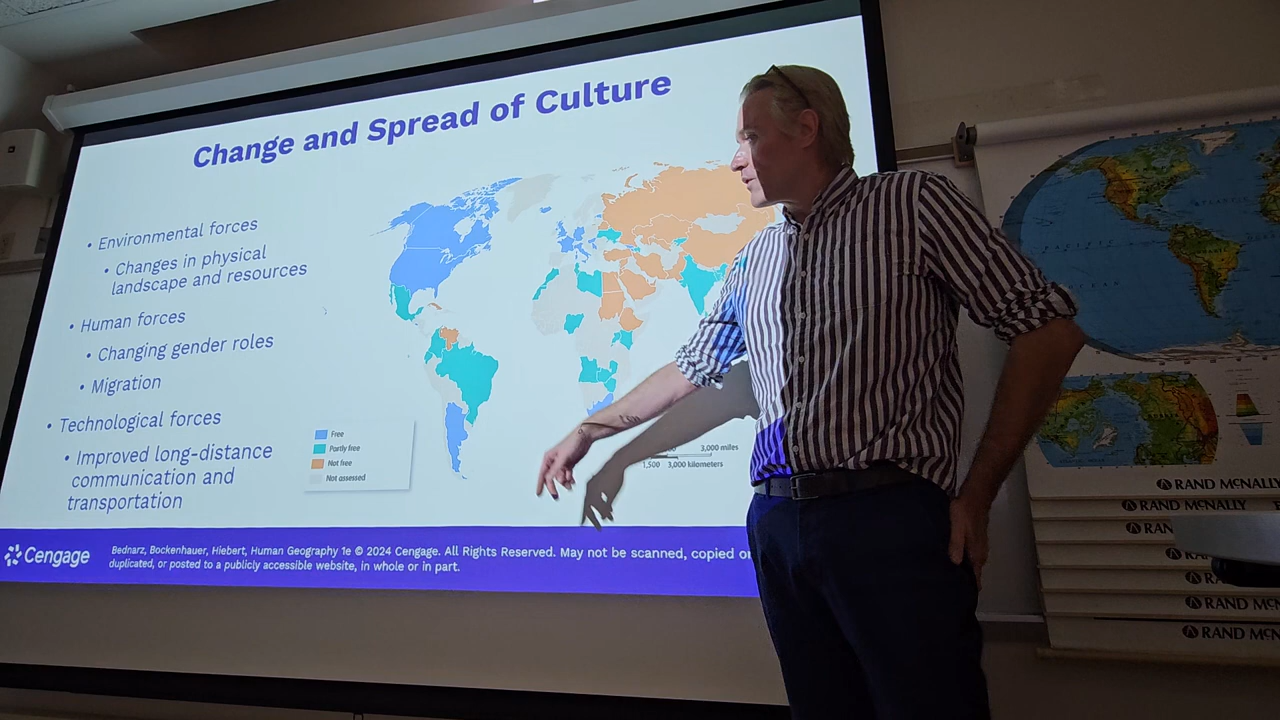 Change and Spread of Culture
• Environmental forces
• Changes in physical
landscape and resources
• Human forces
• Changing gender roles
• Migration
• Technological forces
• Improved long-distance
communication and
transportation
Free
Partly free
Not free
Not assessed
3,000 miles
1,500 3,000 kilometers
Cengage
Bednarz, Bockenhauer, Hiebert, Human Geography 1e © 2024 Cengage. All Rights Reserved. May not be scanned, copied or
duplicated, or posted to a publicly accessible website, in whole or in part.
RAND McNALLY
RAND McNALLY
RAND McNALLY
RAND McNALLY
RAND McNALLY